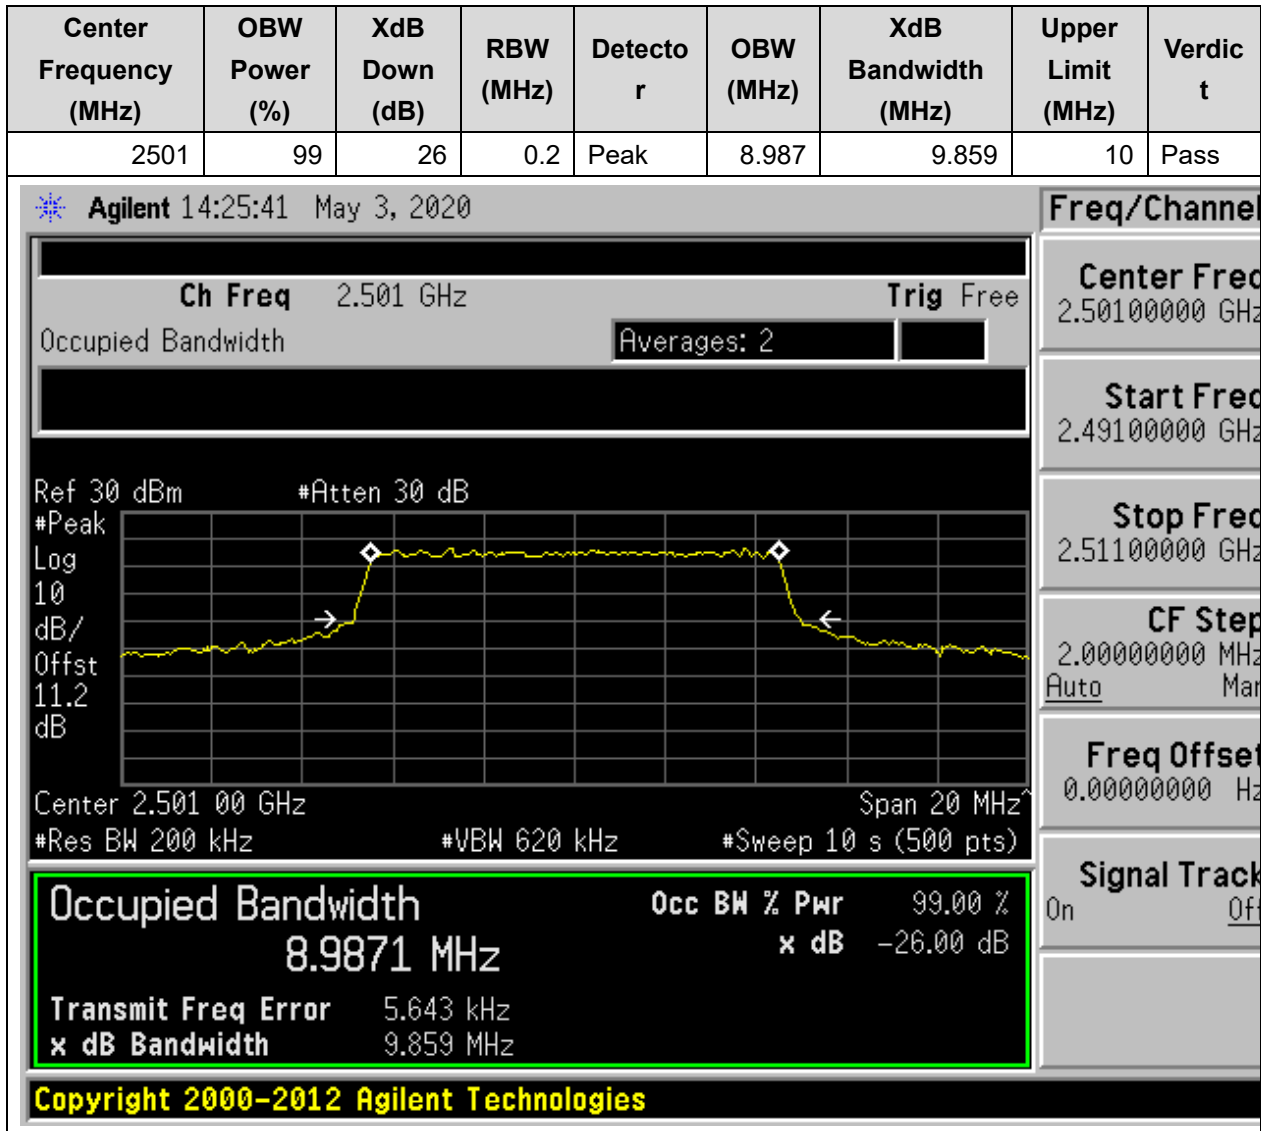 Center Frequency (MHz) OBW Power (%) XdB Down (dB) RBW (MHz) Detecto r OBW (MHz) XdB Bandwidth (MHz) Upper Limit (MHz) Verdic t
2501 99 26 0.2 Peak 8.987 9.859 10 Pass
Agilent 14:25:41 May 3, 2020
Freq/Channel
Ch Freq 2.501 GHz Trig Free
Occupied Bandwidth Averages: 2
Center Freq
2.50100000 GHz
Start Freq
2.49100000 GHz
Stop Freq
2.51100000 GHz
CF Step
2.00000000 MHz
Auto Man
Freq Offset
0.00000000 Hz
Signal Track
On Off
Ref 30 dBm #Atten 30 dB
#Peak
Log
10
dB/
Offst
11.2
dB
Center 2.501 00 GHz Span 20 MHz^
#Res BW 200 kHz #VBW 620 kHz #Sweep 10 s (500 pts)
Occupied Bandwidth
8.9871 MHz
Occ BW % Pwr 99.00 %
x dB -26.00 dB
Transmit Freq Error 5.643 kHz
x dB Bandwidth 9.859 MHz
Copyright 2000-2012 Agilent Technologies